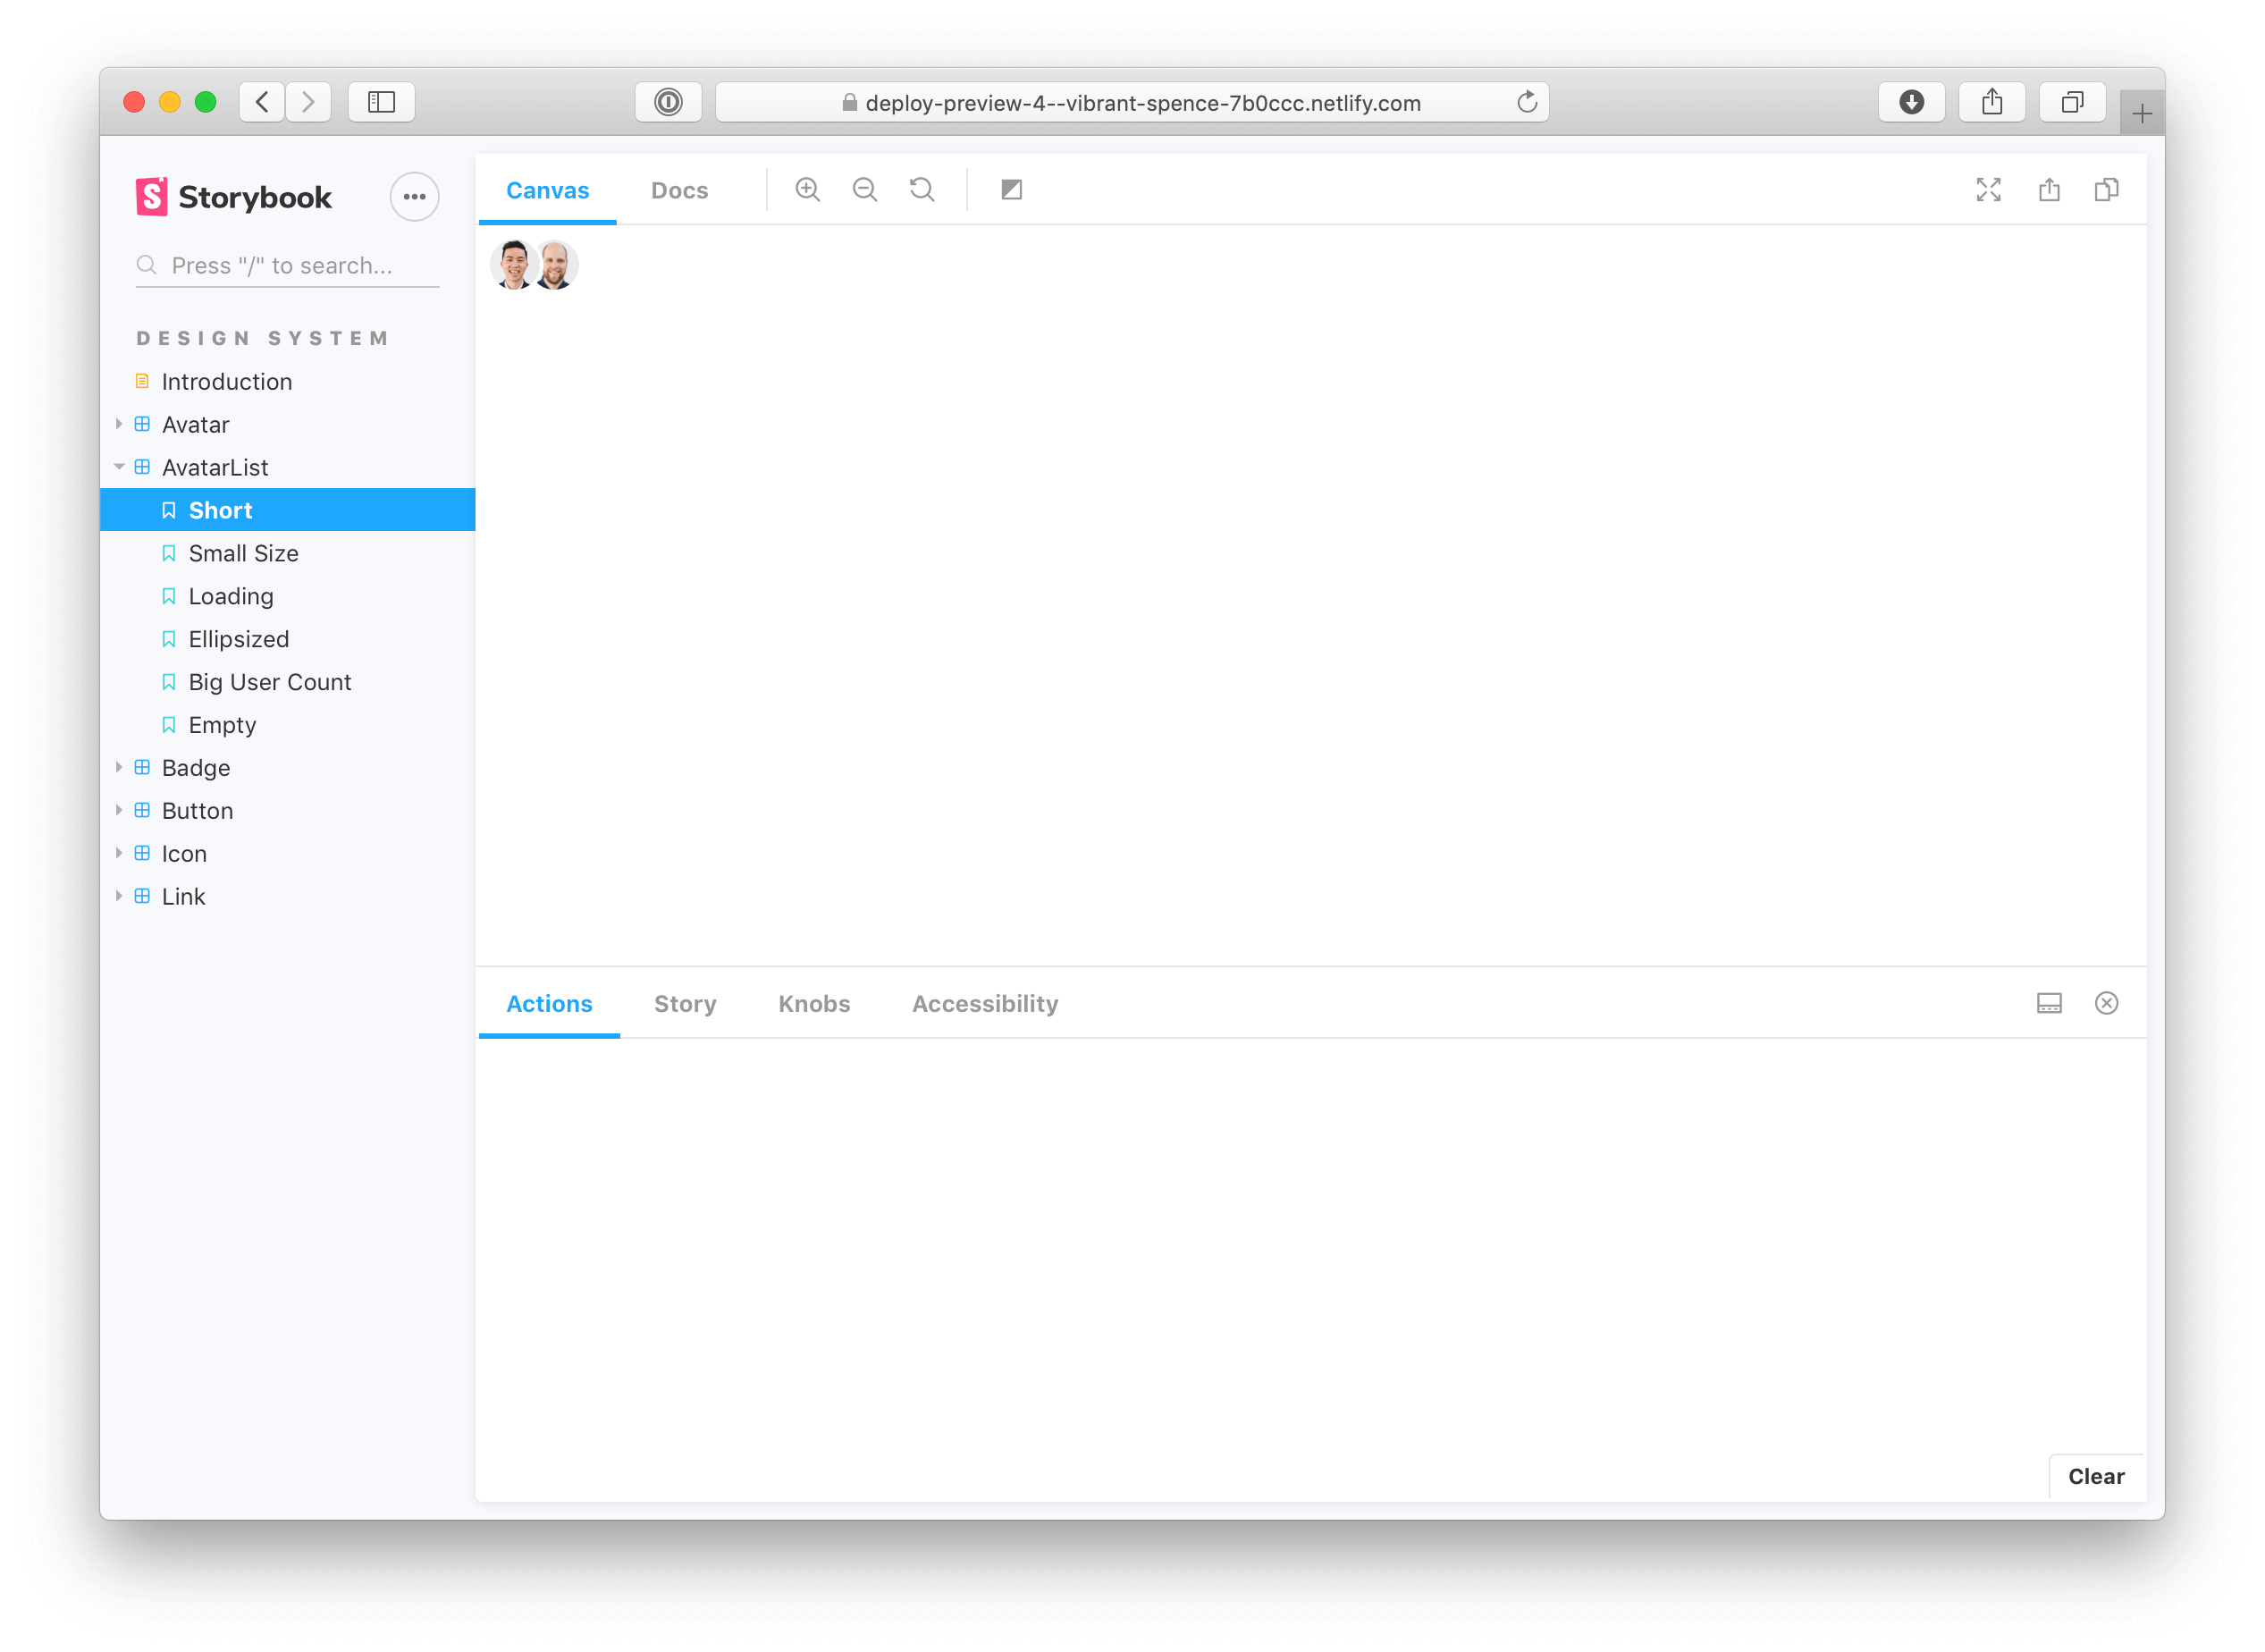 deploy-preview-4--vibrant-spence-7b0ccc.netlify.com
S Storybook
Press "/" to search...
DESIGN SYSTEM
Introduction
Avatar
AvatarList
Short
Small Size
Loading
Ellipsized
Big User Count
Empty
Badge
Button
Icon
Link
Canvas Docs
Actions Story Knobs Accessibility
Clear